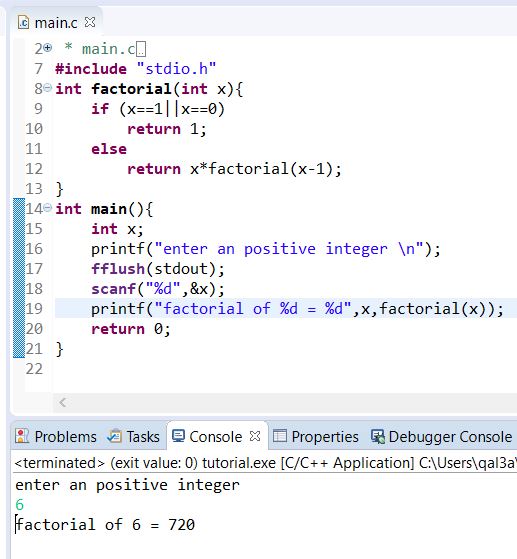 main.c
2 * main.c
7 #include "stdio.h"
8 int factorial(int x){
9 if (x==1||x==0)
10 return 1;
11 else
12 return x*factorial(x-1);
13 }
14 int main(){
15 int x;
16 printf("enter an positive integer \n");
17 fflush(stdout);
18 scanf("%d",&x);
19 printf("factorial of %d = %d",x,factorial(x));
20 return 0;
21 }
22
Problems Tasks Console Properties Debugger Console
<terminated> (exit value: 0) tutorial.exe [C/C++ Application] C:\Users\qal3a\
enter an positive integer
6
factorial of 6 = 720